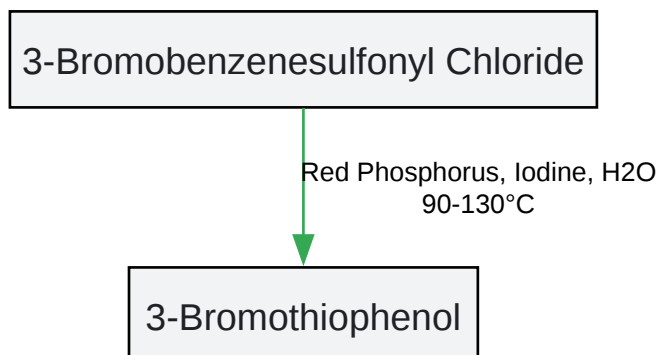 3-Bromobenzenesulfonyl Chloride
Red Phosphorus, Iodine, H2O
90-130°C
3-Bromothiophenol